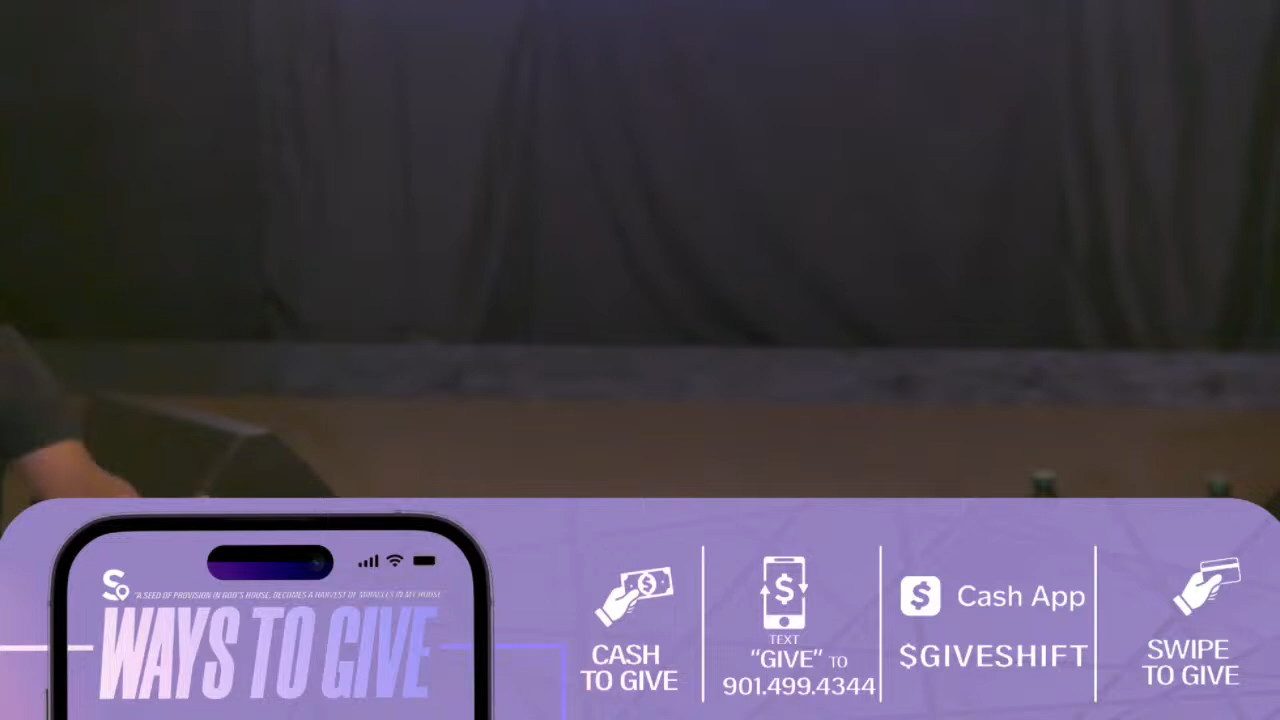 "A SEED OF PROVISION IN GOD'S HOUSE, BECOMES A HARVEST OF MIRACLES IN MY HOUSE"
WAYS TO GIVE
CASH
TO GIVE
TEXT
"GIVE" TO
901.499.4344
Cash App
$GIVESHIFT
SWIPE
TO GIVE